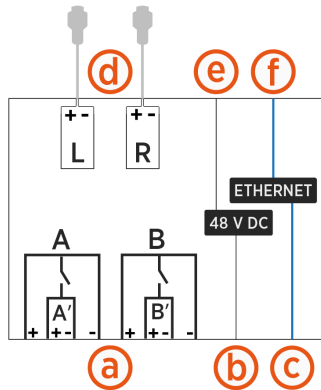 d e f
+ - + -
L R
ETHERNET
48 V DC
A B
A′ B′
+ + - - + + - -
a b c